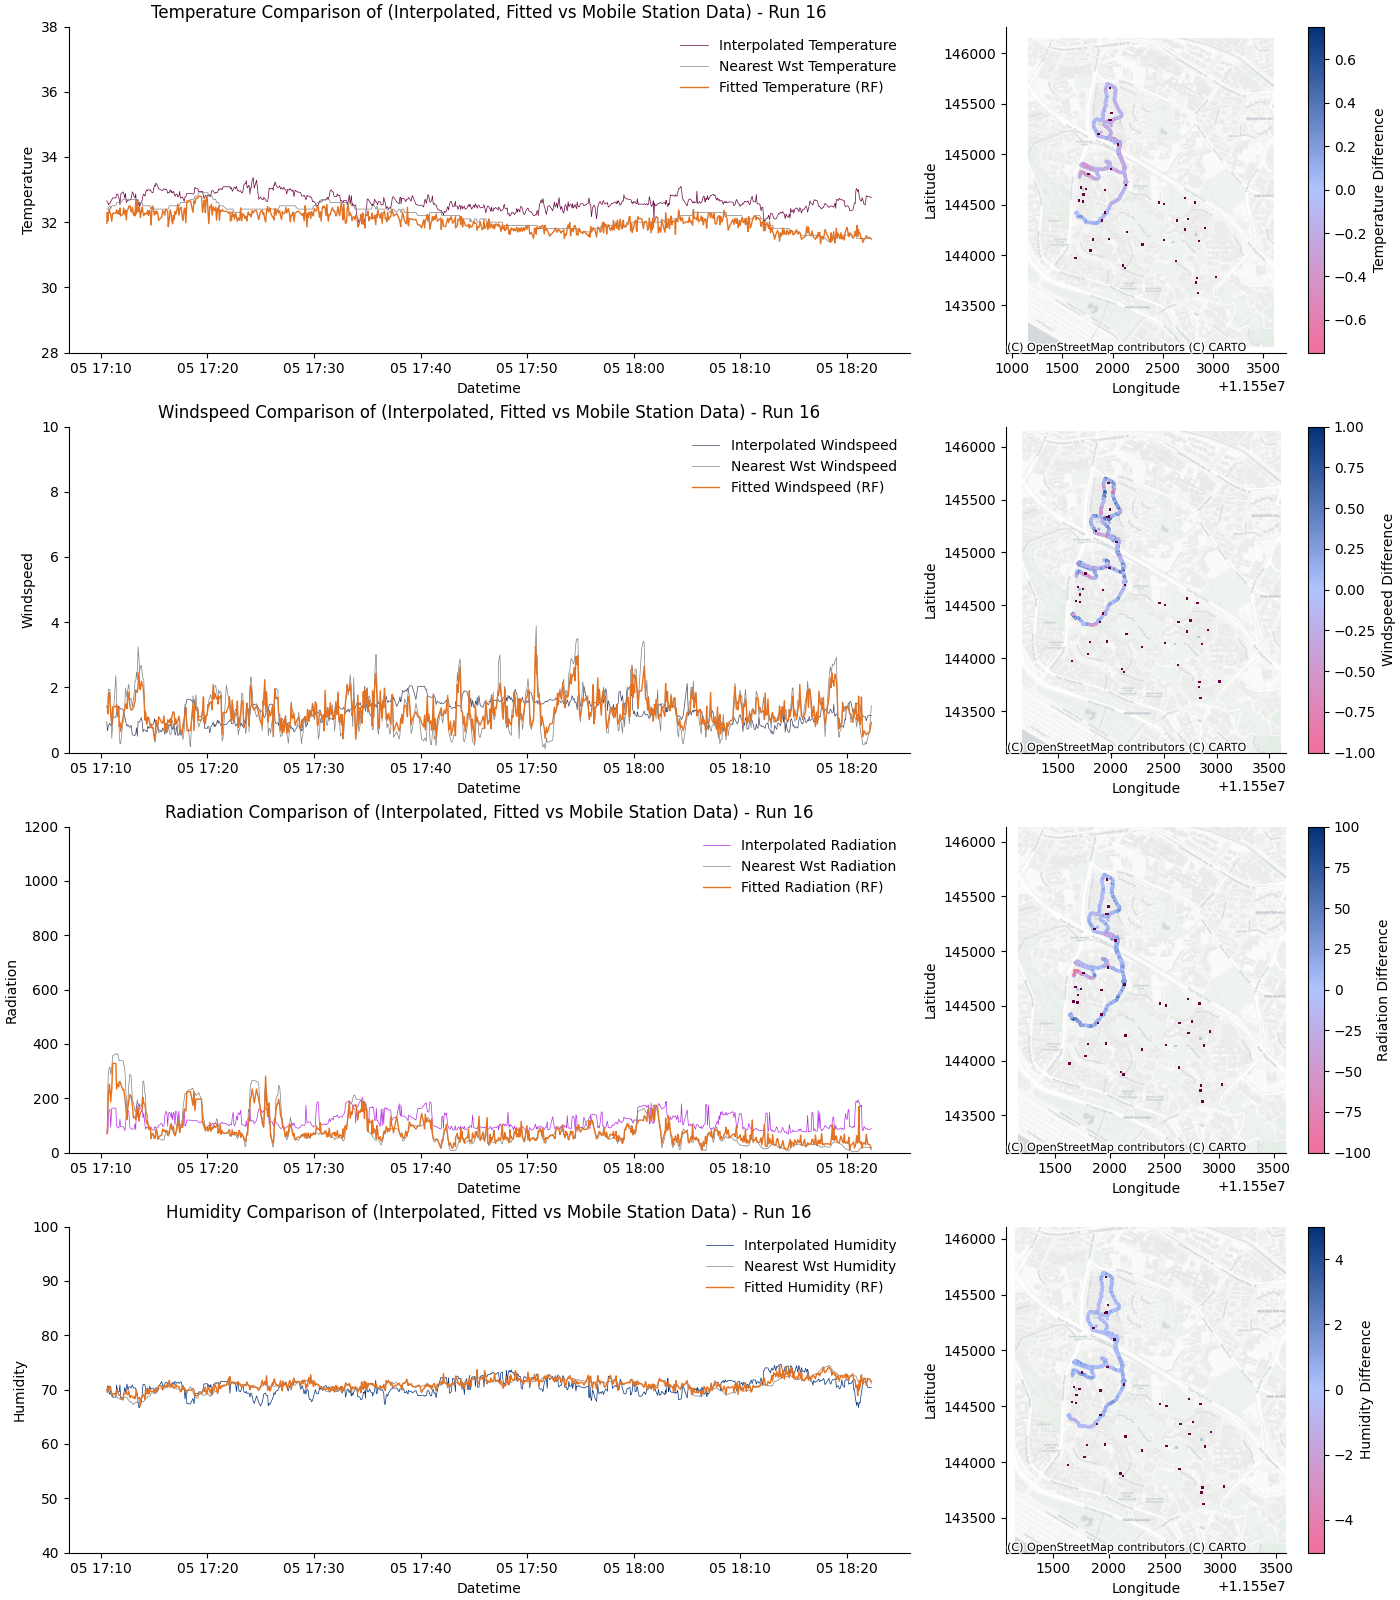 Temperature Comparison of (Interpolated, Fitted vs Mobile Station Data) - Run 16
38
36
34
32
30
28
Temperature
Interpolated Temperature
Nearest Wst Temperature
Fitted Temperature (RF)
05 17:10 05 17:20 05 17:30 05 17:40 05 17:50 05 18:00 05 18:10 05 18:20
Datetime
146000
145500
145000
144500
144000
143500
Latitude
(C) OpenStreetMap contributors (C) CARTO
1000 1500 2000 2500 3000 3500
Longitude
+1.155e7
0.6
0.4
0.2
0.0
−0.2
−0.4
−0.6
Temperature Difference
Windspeed Comparison of (Interpolated, Fitted vs Mobile Station Data) - Run 16
10
8
6
4
2
0
Windspeed
Interpolated Windspeed
Nearest Wst Windspeed
Fitted Windspeed (RF)
05 17:10 05 17:20 05 17:30 05 17:40 05 17:50 05 18:00 05 18:10 05 18:20
Datetime
146000
145500
145000
144500
144000
143500
Latitude
(C) OpenStreetMap contributors (C) CARTO
1500 2000 2500 3000 3500
Longitude
+1.155e7
1.00
0.75
0.50
0.25
0.00
−0.25
−0.50
−0.75
−1.00
Windspeed Difference
Radiation Comparison of (Interpolated, Fitted vs Mobile Station Data) - Run 16
1200
1000
800
600
400
200
0
Radiation
Interpolated Radiation
Nearest Wst Radiation
Fitted Radiation (RF)
05 17:10 05 17:20 05 17:30 05 17:40 05 17:50 05 18:00 05 18:10 05 18:20
Datetime
146000
145500
145000
144500
144000
143500
Latitude
(C) OpenStreetMap contributors (C) CARTO
1500 2000 2500 3000 3500
Longitude
+1.155e7
100
75
50
25
0
−25
−50
−75
−100
Radiation Difference
Humidity Comparison of (Interpolated, Fitted vs Mobile Station Data) - Run 16
100
90
80
70
60
50
40
Humidity
Interpolated Humidity
Nearest Wst Humidity
Fitted Humidity (RF)
05 17:10 05 17:20 05 17:30 05 17:40 05 17:50 05 18:00 05 18:10 05 18:20
Datetime
146000
145500
145000
144500
144000
143500
Latitude
(C) OpenStreetMap contributors (C) CARTO
1500 2000 2500 3000 3500
Longitude
+1.155e7
4
2
0
−2
−4
Humidity Difference